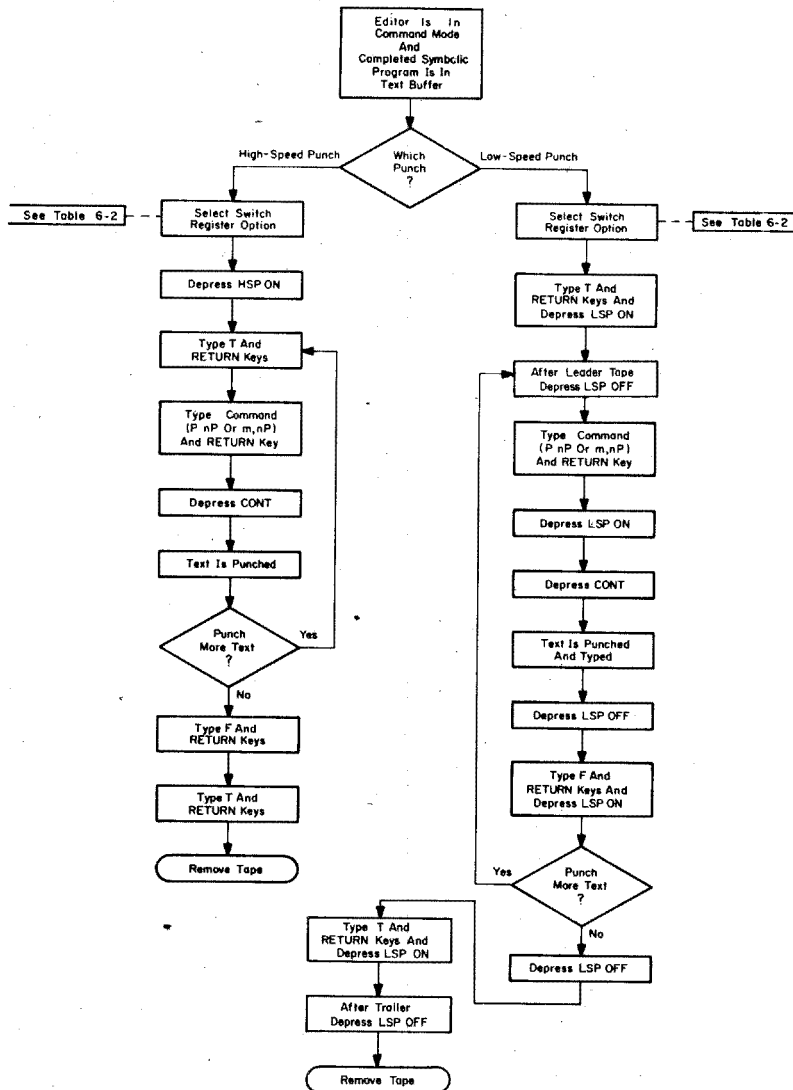 Editor Is In
Command Mode
And
Completed Symbolic
Program Is In
Text Buffer
High-Speed Punch
Which
Punch
?
Low-Speed Punch
See Table 6-2
Select Switch
Register Option
Depress HSP ON
Type T And
RETURN Keys
Type Command
(P nP Or m,nP)
And RETURN Key
Depress CONT
Text Is Punched
Punch
More Text
?
Yes
No
Type F And
RETURN Keys
Type T And
RETURN Keys
Remove Tape
Select Switch
Register Option
See Table 6-2
Type T And
RETURN Keys And
Depress LSP ON
After Leader Tape
Depress LSP OFF
Type Command
(P nP Or m,nP)
And RETURN Key
Depress LSP ON
Depress CONT
Text Is Punched
And Typed
Depress LSP OFF
Type F And
RETURN Keys And
Depress LSP ON
Yes
Punch
More Text
?
No
Depress LSP OFF
Type T And
RETURN Keys And
Depress LSP ON
After Trailer
Depress LSP OFF
Remove Tape